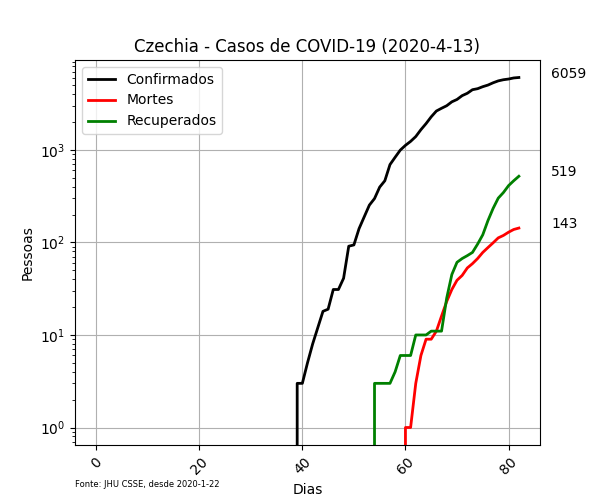 Czechia - Casos de COVID-19 (2020-4-13)
Confirmados
Mortes
Recuperados
6059
519
143
10³
10²
10¹
10⁰
Pessoas
0
20
40
60
80
Dias
Fonte: JHU CSSE, desde 2020-1-22